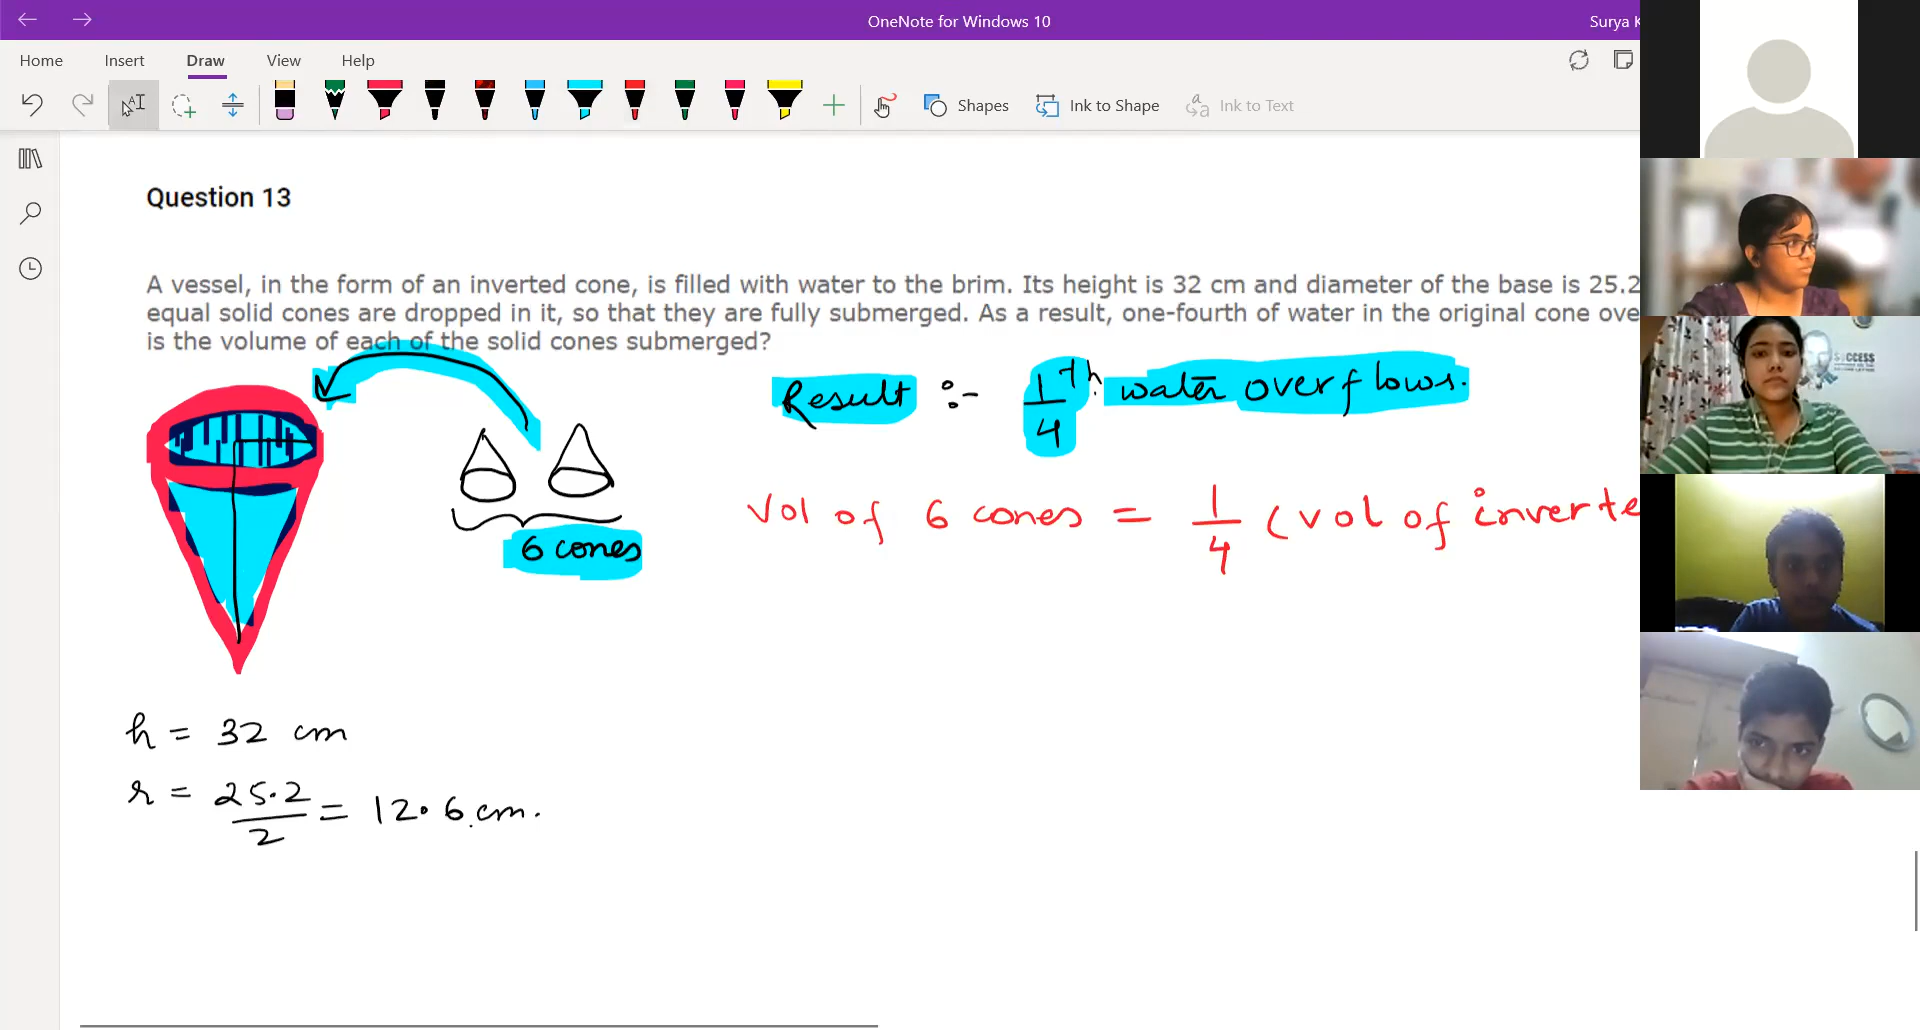 OneNote for Windows 10
Surya K
Home Insert Draw View Help
Shapes Ink to Shape Ink to Text
Question 13
A vessel, in the form of an inverted cone, is filled with water to the brim. Its height is 32 cm and diameter of the base is 25.2
equal solid cones are dropped in it, so that they are fully submerged. As a result, one-fourth of water in the original cone ove
is the volume of each of the solid cones submerged?
Result :- 1/4 th water overflows.
6 cones
Vol of 6 cones = 1/4 (vol of inverte
h = 32 cm
r = 25.2/2 = 12.6 cm.
SUCCESS